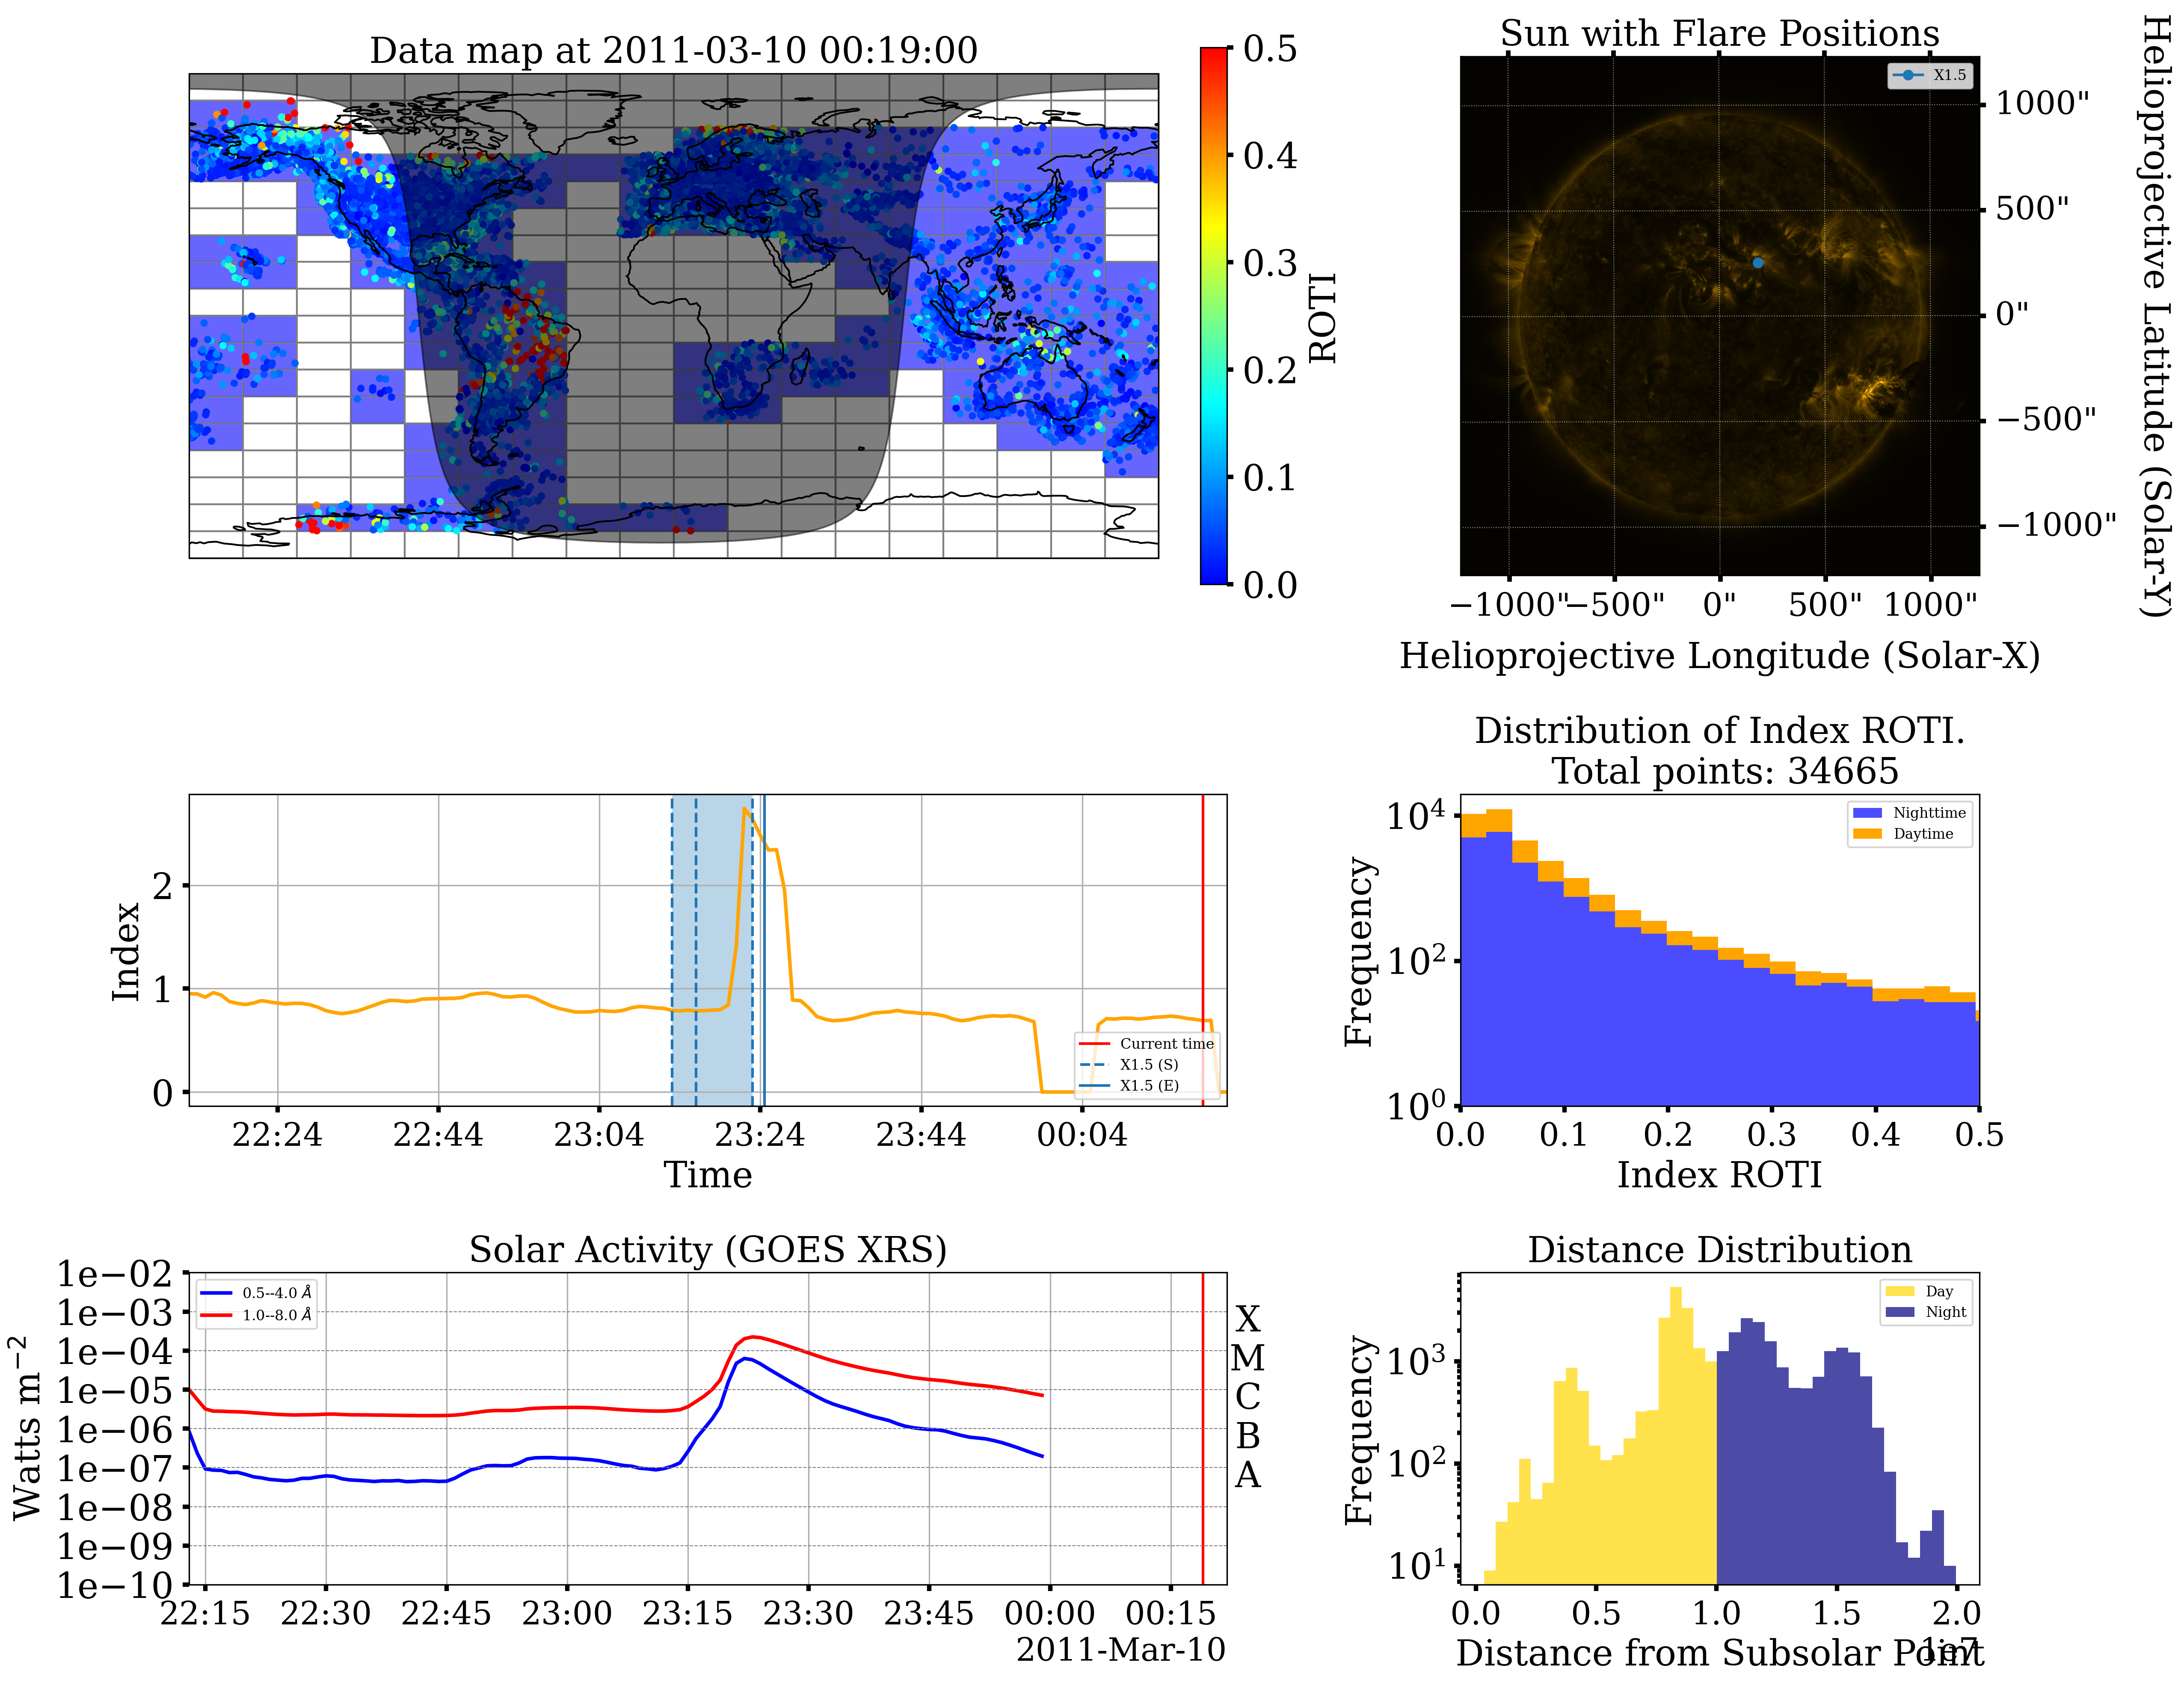 Data map at 2011-03-10 00:19:00
0.5
0.4
0.3
0.2
0.1
0.0
ROTI
Sun with Flare Positions
X1.5
1000"
500"
0"
−500"
−1000"
Helioprojective Latitude (Solar-Y)
−1000"
−500"
0"
500"
1000"
Helioprojective Longitude (Solar-X)
Index
2
1
0
Current time
X1.5 (S)
X1.5 (E)
22:24
22:44
23:04
23:24
23:44
00:04
Time
Distribution of Index ROTI.
Total points: 34665
Frequency
10⁴
10²
10⁰
Nighttime
Daytime
0.0
0.1
0.2
0.3
0.4
0.5
Index ROTI
Solar Activity (GOES XRS)
Watts m⁻²
1e−02
1e−03
1e−04
1e−05
1e−06
1e−07
1e−08
1e−09
1e−10
0.5--4.0 Å
1.0--8.0 Å
X
M
C
B
A
22:15
22:30
22:45
23:00
23:15
23:30
23:45
00:00
00:15
2011-Mar-10
Distance Distribution
Frequency
10³
10²
10¹
Day
Night
0.0
0.5
1.0
1.5
2.0
1e7
Distance from Subsolar Point